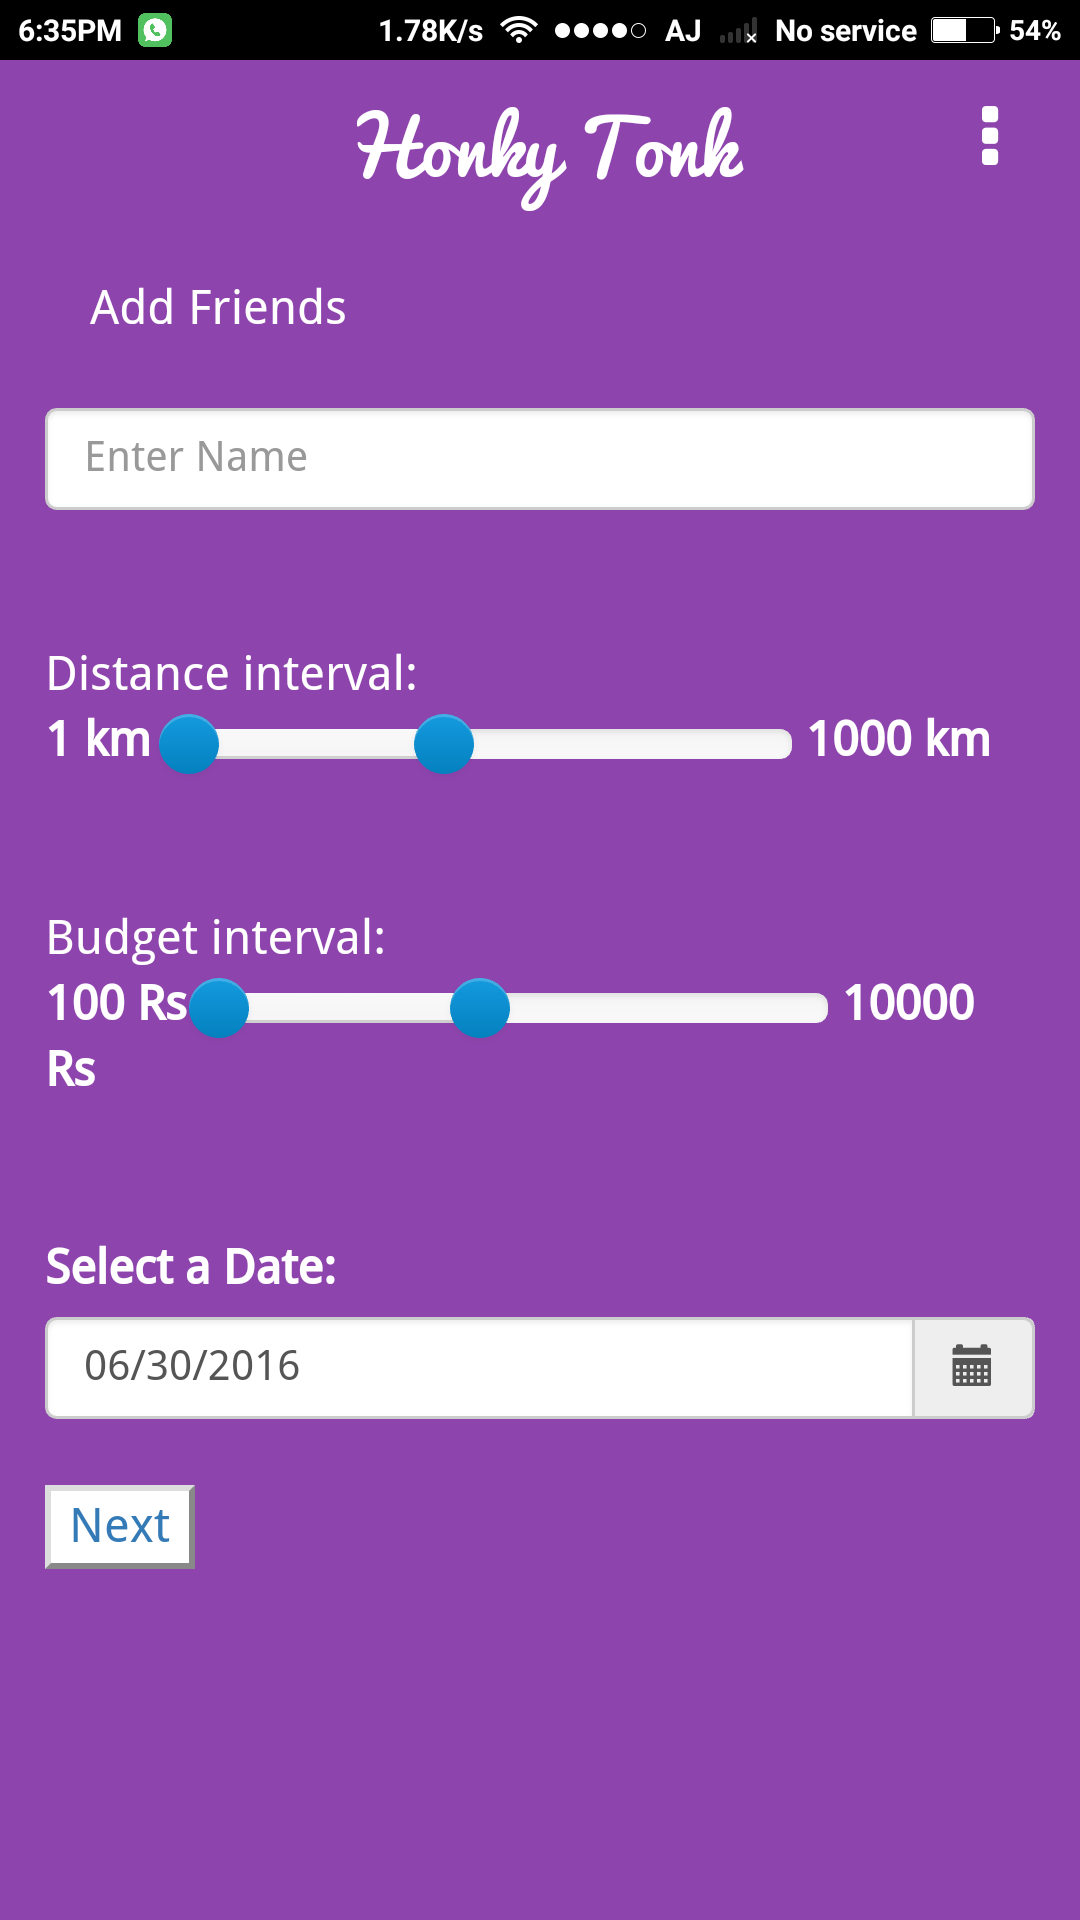 6:35PM 1.78K/s AJ No service 54%
Honky Tonk
Add Friends
Enter Name
Distance interval:
1 km 1000 km
Budget interval:
100 Rs 10000
Rs
Select a Date:
06/30/2016
Next